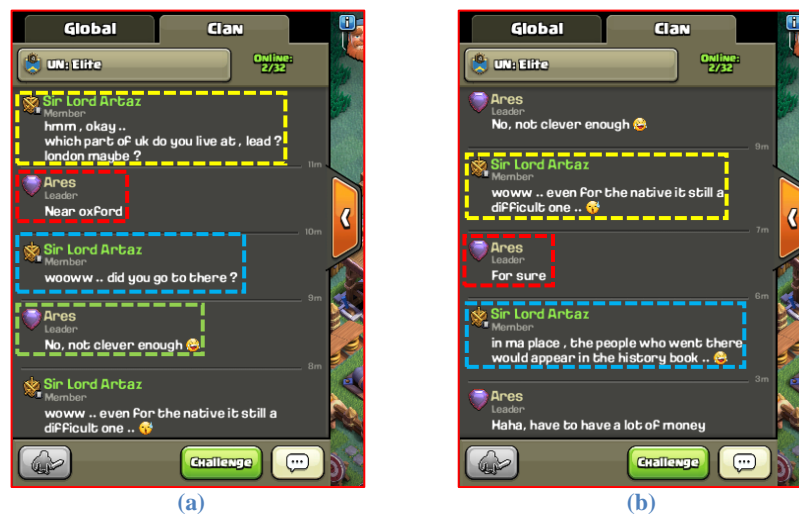 Global Clan
UN: Elite
Online:
2/32
Sir Lord Artaz
Member
hmm , okay ..
which part of uk do you live at , lead ?
london maybe ?
11m
Ares
Leader
Near oxford
10m
Sir Lord Artaz
Member
wooww .. did you go to there ?
9m
Ares
Leader
No, not clever enough 🤪
8m
Sir Lord Artaz
Member
woww .. even for the native it still a
difficult one .. 😴
Challenge
(a)
Global Clan
UN: Elite
Online:
2/32
Ares
Leader
No, not clever enough 🤪
9m
Sir Lord Artaz
Member
woww .. even for the native it still a
difficult one .. 😴
7m
Ares
Leader
For sure
6m
Sir Lord Artaz
Member
in ma place , the people who went there
would appear in the history book .. 🤪
3m
Ares
Leader
Haha, have to have a lot of money
Challenge
(b)